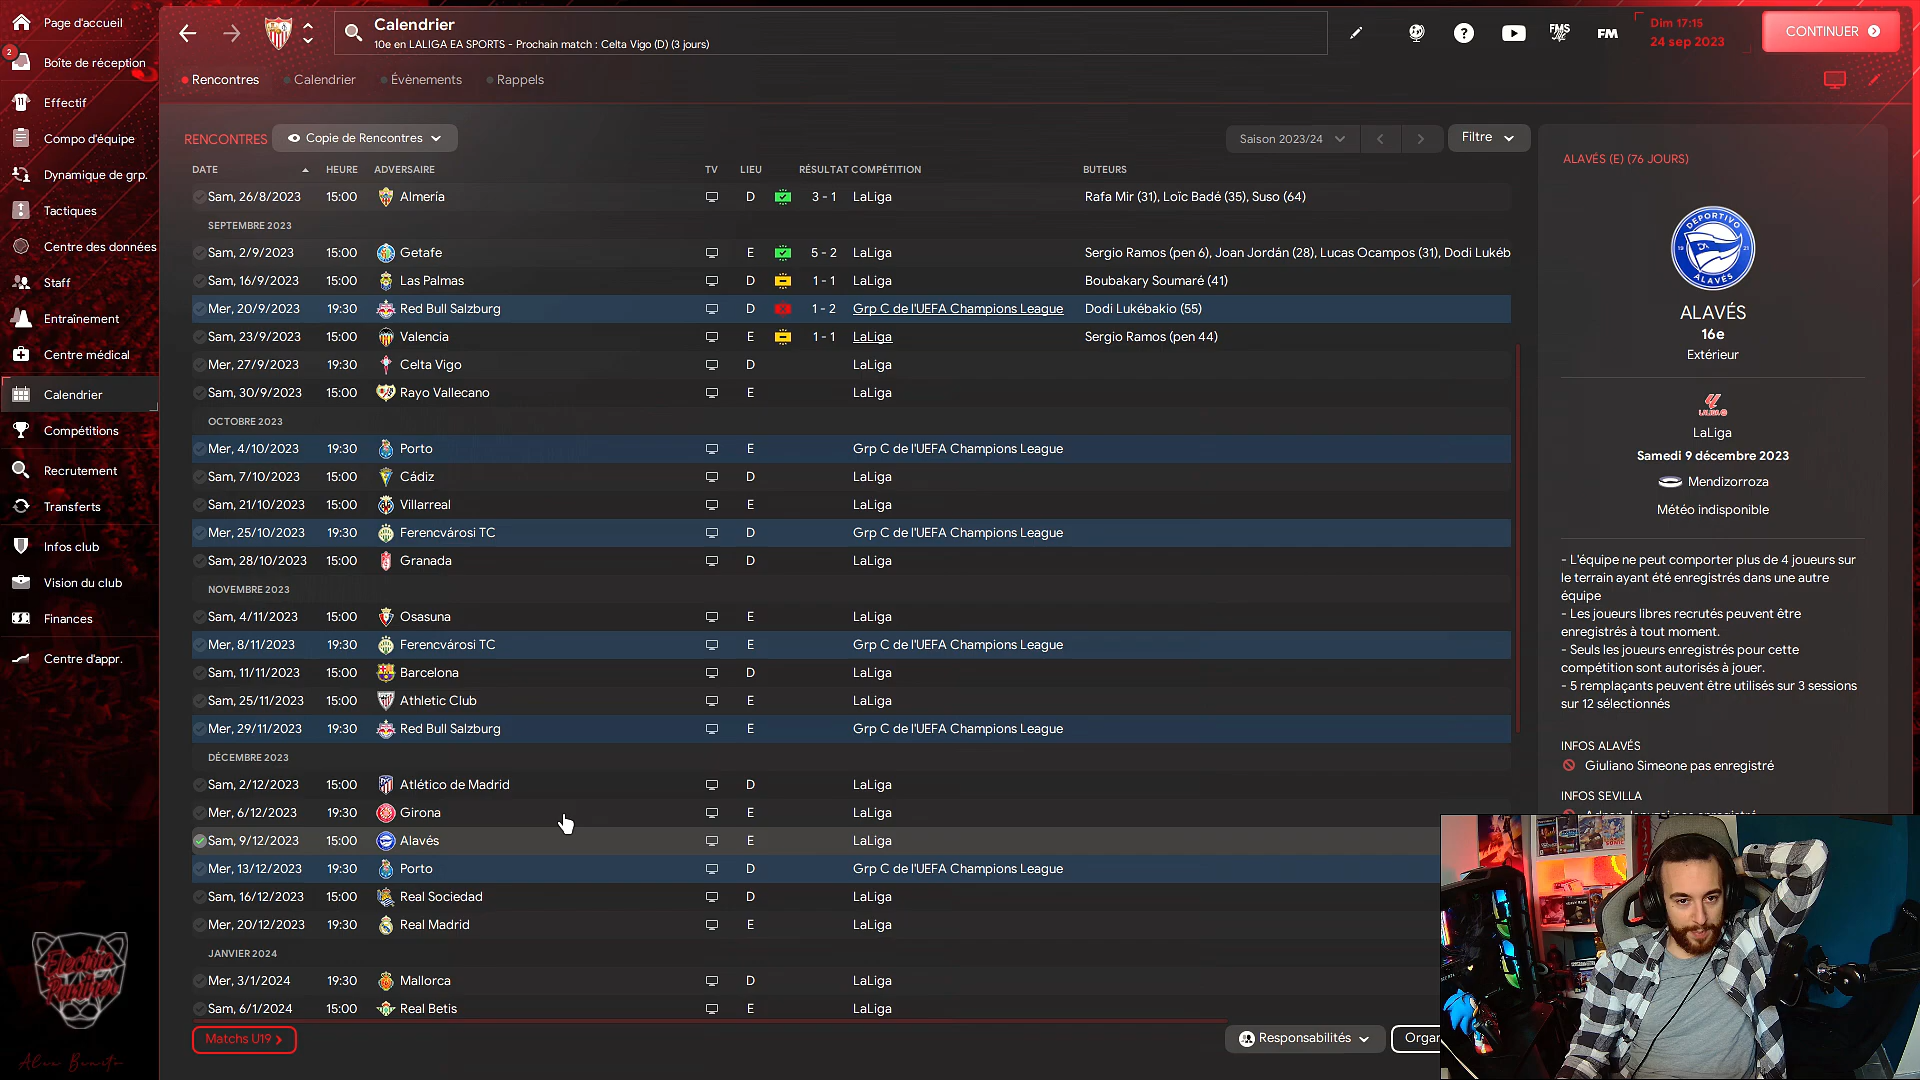 Page d'accueil
2
Boîte de réception
Effectif
Compo d'équipe
Dynamique de grp.
Tactiques
Centre des données
Staff
Entraînement
Centre médical
Calendrier
Compétitions
Recrutement
Transferts
Infos club
Vision du club
Finances
Centre d'appr.
Electric Panther
Calendrier
10e en LALIGA EA SPORTS - Prochain match : Celta Vigo (D) (3 jours)
FMS
FM
Dim 17:15
24 sep 2023
CONTINUER
Rencontres Calendrier Évènements Rappels
RENCONTRES Copie de Rencontres Saison 2023/24 Filtre
DATE HEURE ADVERSAIRE TV LIEU RÉSULTAT COMPÉTITION BUTEURS
Sam, 26/8/2023 15:00 Almería D 3 - 1 LaLiga Rafa Mir (31), Loïc Badé (35), Suso (64)
SEPTEMBRE 2023
Sam, 2/9/2023 15:00 Getafe E 5 - 2 LaLiga Sergio Ramos (pen 6), Joan Jordán (28), Lucas Ocampos (31), Dodi Lukéb
Sam, 16/9/2023 15:00 Las Palmas D 1 - 1 LaLiga Boubakary Soumaré (41)
Mer, 20/9/2023 19:30 Red Bull Salzburg D 1 - 2 Grp C de l'UEFA Champions League Dodi Lukébakio (55)
Sam, 23/9/2023 15:00 Valencia E 1 - 1 LaLiga Sergio Ramos (pen 44)
Mer, 27/9/2023 19:30 Celta Vigo D LaLiga
Sam, 30/9/2023 15:00 Rayo Vallecano E LaLiga
OCTOBRE 2023
Mer, 4/10/2023 19:30 Porto E Grp C de l'UEFA Champions League
Sam, 7/10/2023 15:00 Cádiz D LaLiga
Sam, 21/10/2023 15:00 Villarreal E LaLiga
Mer, 25/10/2023 19:30 Ferencvárosi TC D Grp C de l'UEFA Champions League
Sam, 28/10/2023 15:00 Granada D LaLiga
NOVEMBRE 2023
Sam, 4/11/2023 15:00 Osasuna E LaLiga
Mer, 8/11/2023 19:30 Ferencvárosi TC E Grp C de l'UEFA Champions League
Sam, 11/11/2023 15:00 Barcelona D LaLiga
Sam, 25/11/2023 15:00 Athletic Club E LaLiga
Mer, 29/11/2023 19:30 Red Bull Salzburg E Grp C de l'UEFA Champions League
DÉCEMBRE 2023
Sam, 2/12/2023 15:00 Atlético de Madrid D LaLiga
Mer, 6/12/2023 19:30 Girona E LaLiga
Sam, 9/12/2023 15:00 Alavés E LaLiga
Mer, 13/12/2023 19:30 Porto D Grp C de l'UEFA Champions League
Sam, 16/12/2023 15:00 Real Sociedad D LaLiga
Mer, 20/12/2023 19:30 Real Madrid E LaLiga
JANVIER 2024
Mer, 3/1/2024 19:30 Mallorca D LaLiga
Sam, 6/1/2024 15:00 Real Betis E LaLiga
Matchs U19
Responsabilités
Organ
ALAVÉS (E) (76 JOURS)
DEPORTIVO
19 21
ALAVÉS
ALAVÉS
16e
Extérieur
LALIGA
LaLiga
Samedi 9 décembre 2023
Mendizorroza
Météo indisponible
- L'équipe ne peut comporter plus de 4 joueurs sur
le terrain ayant été enregistrés dans une autre
équipe
- Les joueurs libres recrutés peuvent être
enregistrés à tout moment.
- Seuls les joueurs enregistrés pour cette
compétition sont autorisés à jouer.
- 5 remplaçants peuvent être utilisés sur 3 sessions
sur 12 sélectionnés
INFOS ALAVÉS
Giuliano Simeone pas enregistré
INFOS SEVILLA